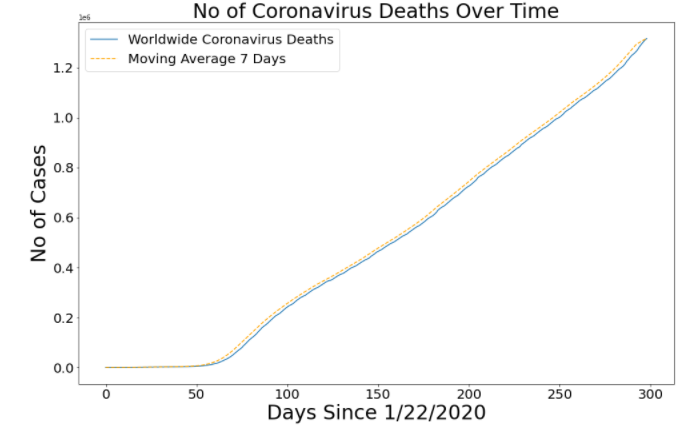 No of Coronavirus Deaths Over Time
1e6
Worldwide Coronavirus Deaths
Moving Average 7 Days
1.2
1.0
0.8
0.6
0.4
0.2
0.0
No of Cases
0 50 100 150 200 250 300
Days Since 1/22/2020